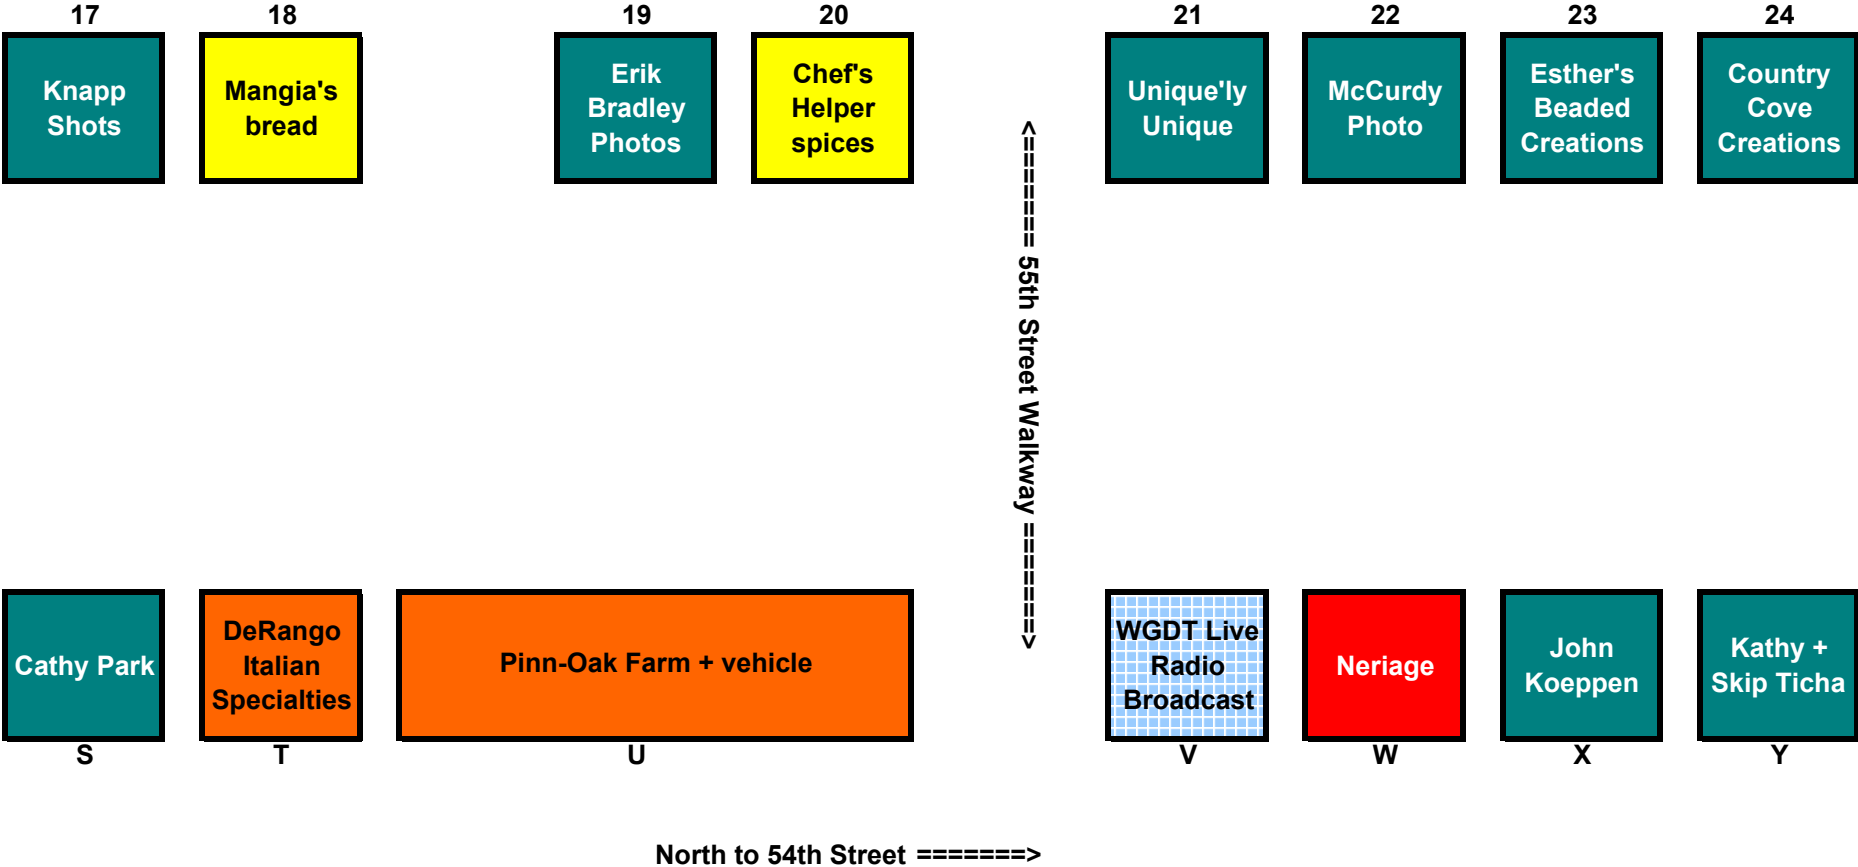 17 18 19 20 21 22 23 24
Knapp
Shots
Mangia's
bread
Erik
Bradley
Photos
Chef's
Helper
spices
Unique'ly
Unique
McCurdy
Photo
Esther's
Beaded
Creations
Country
Cove
Creations
<======= 55th Street Walkway =======>
Cathy Park
DeRango
Italian
Specialties
Pinn-Oak Farm + vehicle
WGDT Live
Radio
Broadcast
Neriage
John
Koeppen
Kathy +
Skip Ticha
S T U V W X Y
North to 54th Street =======>